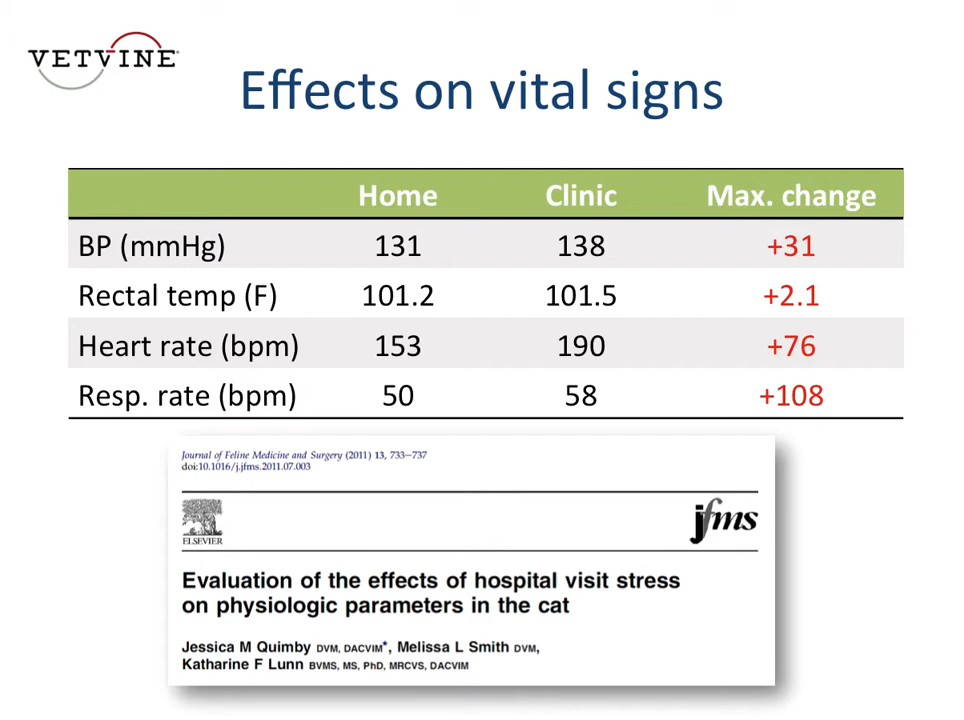 VETVINE
Effects on vital signs
Home Clinic Max. change
BP (mmHg) 131 138 +31
Rectal temp (F) 101.2 101.5 +2.1
Heart rate (bpm) 153 190 +76
Resp. rate (bpm) 50 58 +108
Journal of Feline Medicine and Surgery (2011) 13, 733–737
doi:10.1016/j.jfms.2011.07.003
ELSEVIER
jfms
Evaluation of the effects of hospital visit stress
on physiologic parameters in the cat
Jessica M Quimby DVM, DACVIM*, Melissa L Smith DVM,
Katharine F Lunn BVMS, MS, PhD, MRCVS, DACVIM